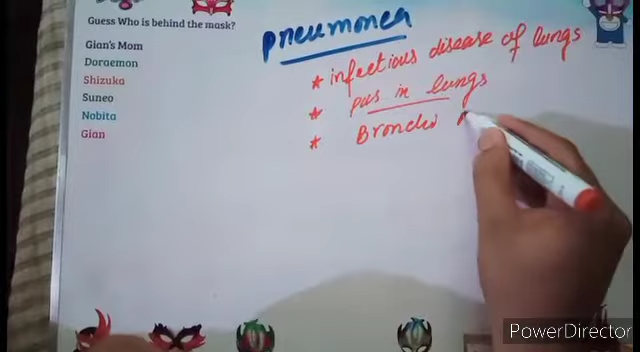 Guess Who is behind the mask?
Gian's Mom
Doraemon
Shizuka
Suneo
Nobita
Gian
pneumonea
* infectious disease of lungs
* pus in lungs
* Bronchi
PowerDirector